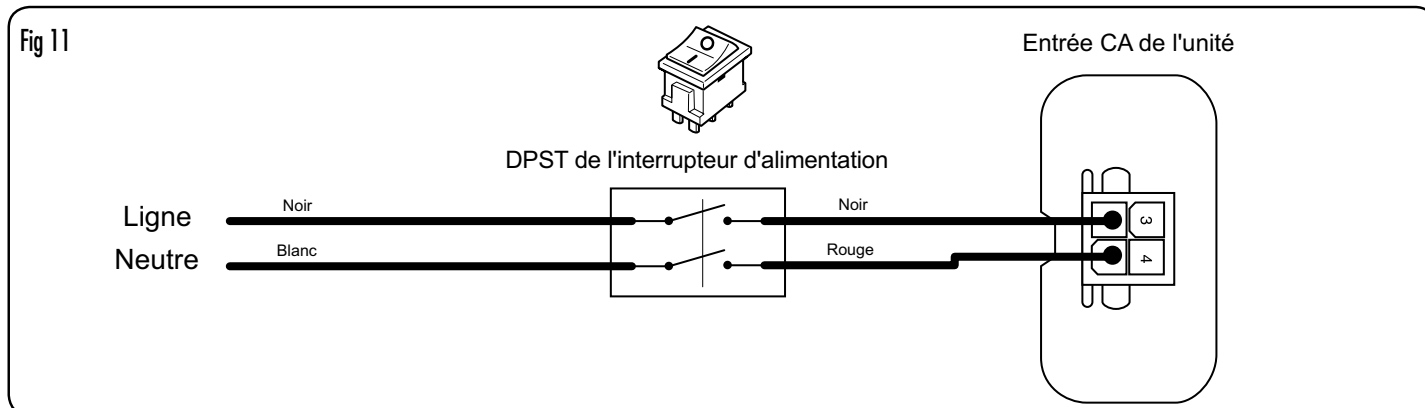 Fig 11
Entrée CA de l'unité
DPST de l'interrupteur d'alimentation
Ligne
Noir
Noir
3
Neutre
Blanc
Rouge
4